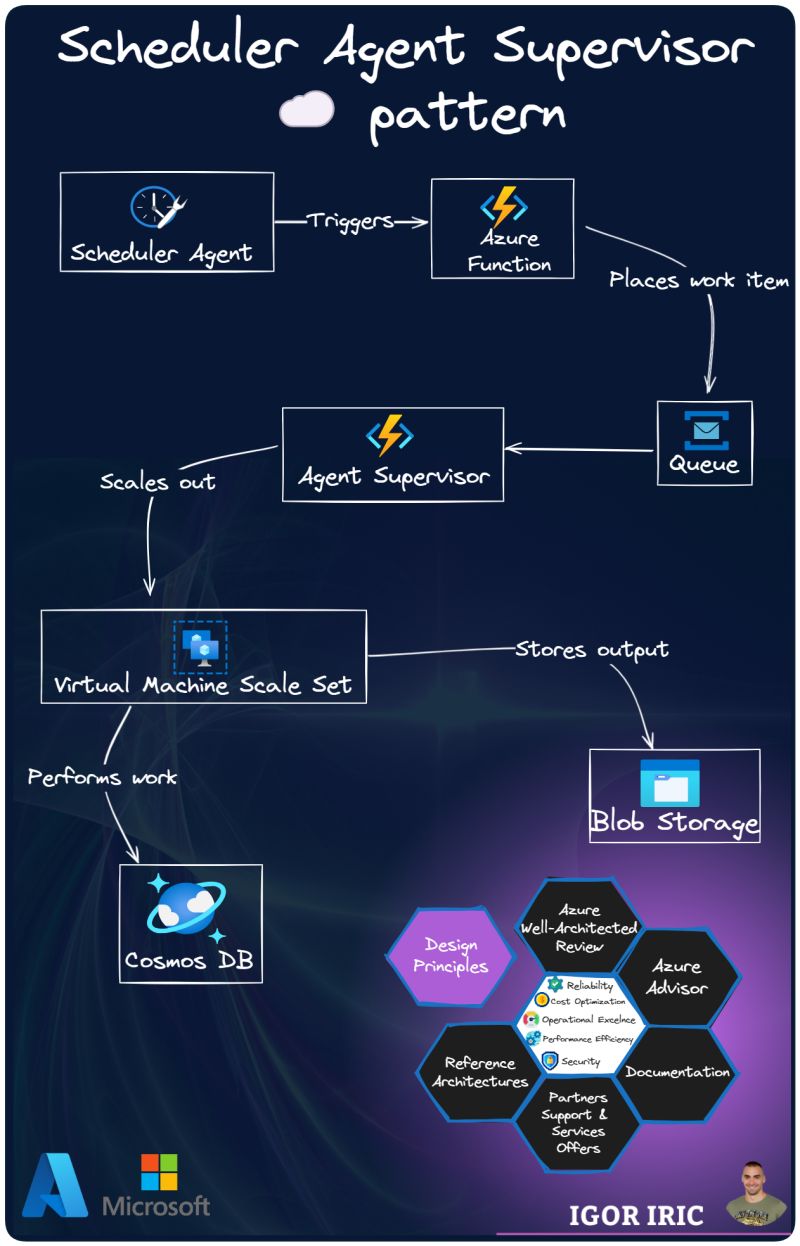 Scheduler Agent Supervisor
pattern
Scheduler Agent
Triggers
Azure
Function
Places work item
Queue
Agent Supervisor
Scales out
Virtual Machine Scale Set
Stores output
Performs work
Blob Storage
Cosmos DB
Design
Principles
Azure
Well-Architected
Review
Azure
Advisor
Reliability
Cost Optimization
Operational Excelnce
Performance Efficiency
Security
Reference
Architectures
Documentation
Partners
Support &
Services
Offers
Microsoft
IGOR IRIC